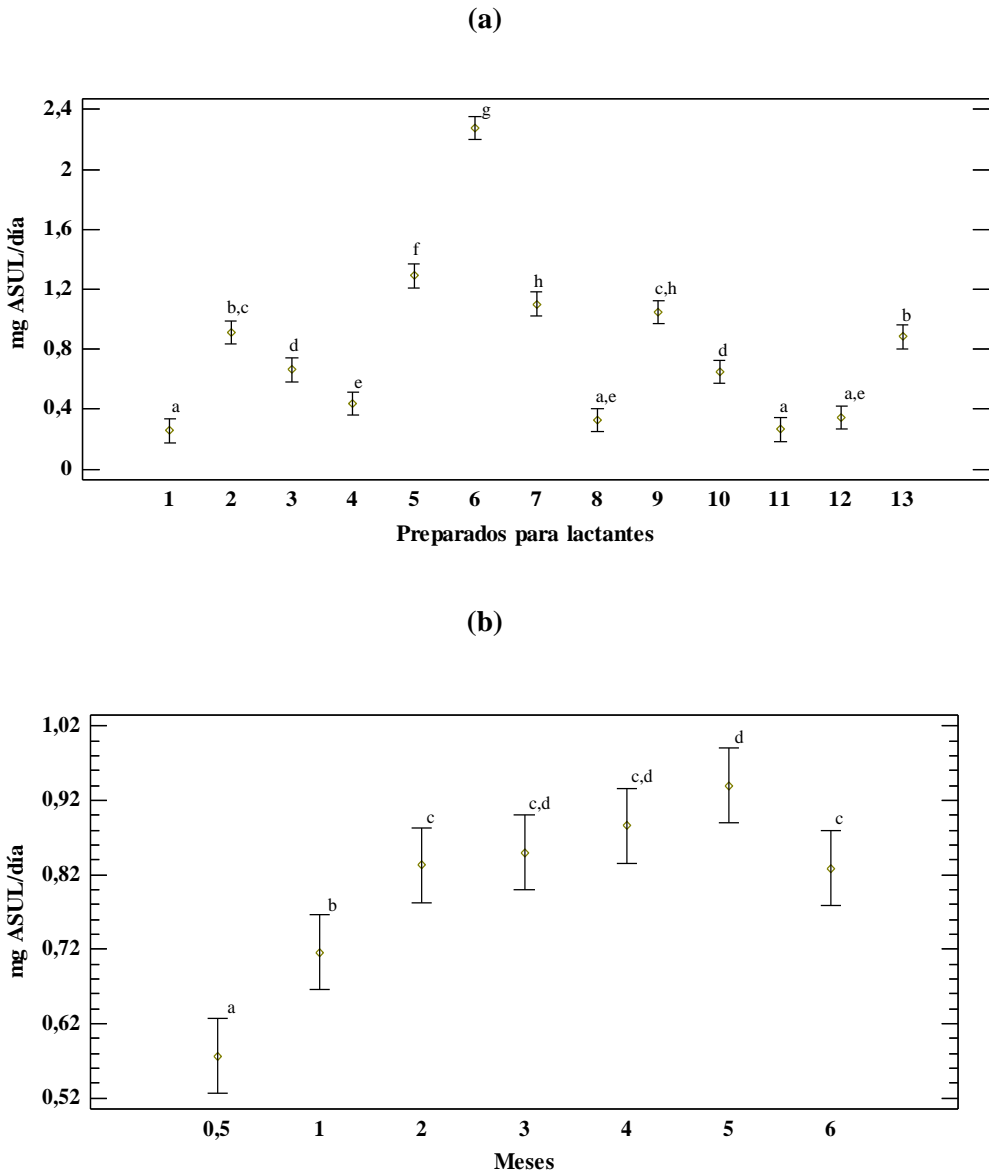 (a)
2,4
2
1,6
1,2
0,8
0,4
0
mg ASUL/día
a
b,c
d
e
f
g
h
a,e
c,h
d
a
a,e
b
1 2 3 4 5 6 7 8 9 10 11 12 13
Preparados para lactantes
(b)
1,02
0,92
0,82
0,72
0,62
0,52
mg ASUL/día
a
b
c
c,d
c,d
d
c
0,5 1 2 3 4 5 6
Meses